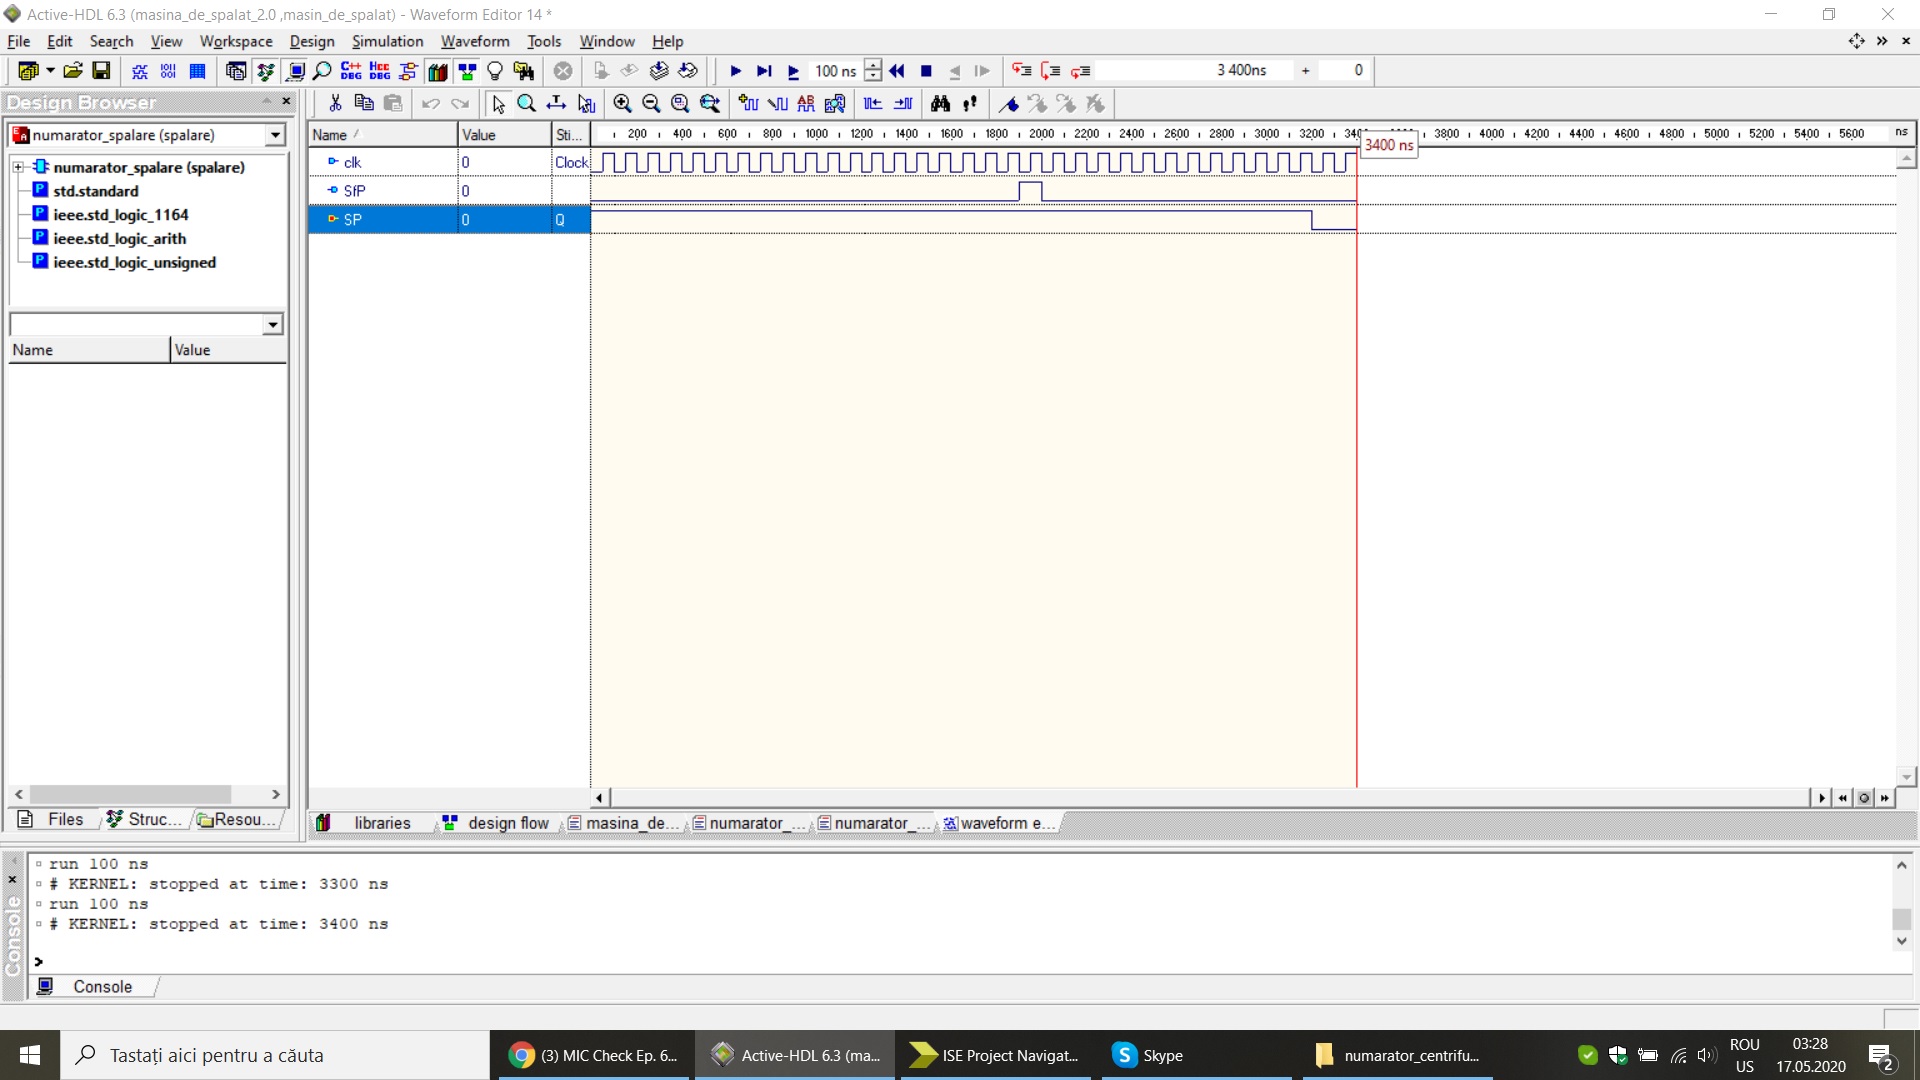 Active-HDL 6.3 (masina_de_spalat_2.0 ,masin_de_spalat) - Waveform Editor 14 *
File Edit Search View Workspace Design Simulation Waveform Tools Window Help
100 ns 3 400ns + 0
Design Browser
numarator_spalare (spalare)
numarator_spalare (spalare)
std.standard
ieee.std_logic_1164
ieee.std_logic_arith
ieee.std_logic_unsigned
Name Value
Files Struc... Resou...
Name Value Sti... 200 400 600 800 1000 1200 1400 1600 1800 2000 2200 2400 2600 2800 3000 3200 3800 4000 4200 4400 4600 4800 5000 5200 5400 5600 ns
3400 ns
clk 0 Clock
SfP 0
SP 0 Q
libraries design flow masina_de... numarator_... numarator_... waveform e...
run 100 ns
# KERNEL: stopped at time: 3300 ns
run 100 ns
# KERNEL: stopped at time: 3400 ns
>
Console
Console
Tastați aici pentru a căuta
(3) MIC Check Ep. 6... Active-HDL 6.3 (ma... ISE Project Navigat... Skype numarator_centrifu...
ROU
US
03:28
17.05.2020
2